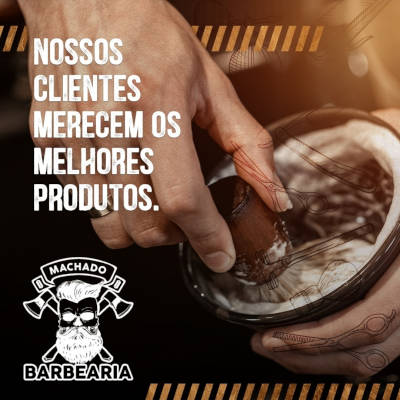 NOSSOS
CLIENTES
MERECEM OS
MELHORES
PRODUTOS.
MACHADO
BARBEARIA